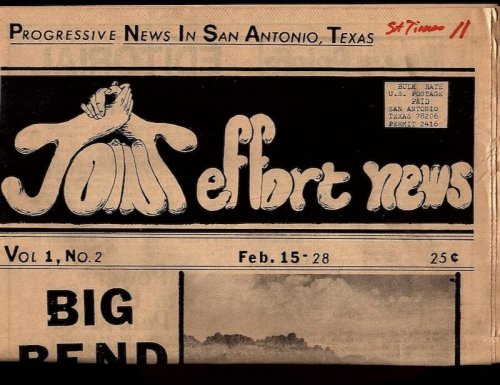 PROGRESSIVE NEWS IN SAN ANTONIO, TEXAS
St Times 11
BULK RATE
U.S. POSTAGE
PAID
SAN ANTONIO
TEXAS 78206
PERMIT 2416
JOINT effort news
VOL 1, NO. 2
Feb. 15-28
25¢
BIG
BEND